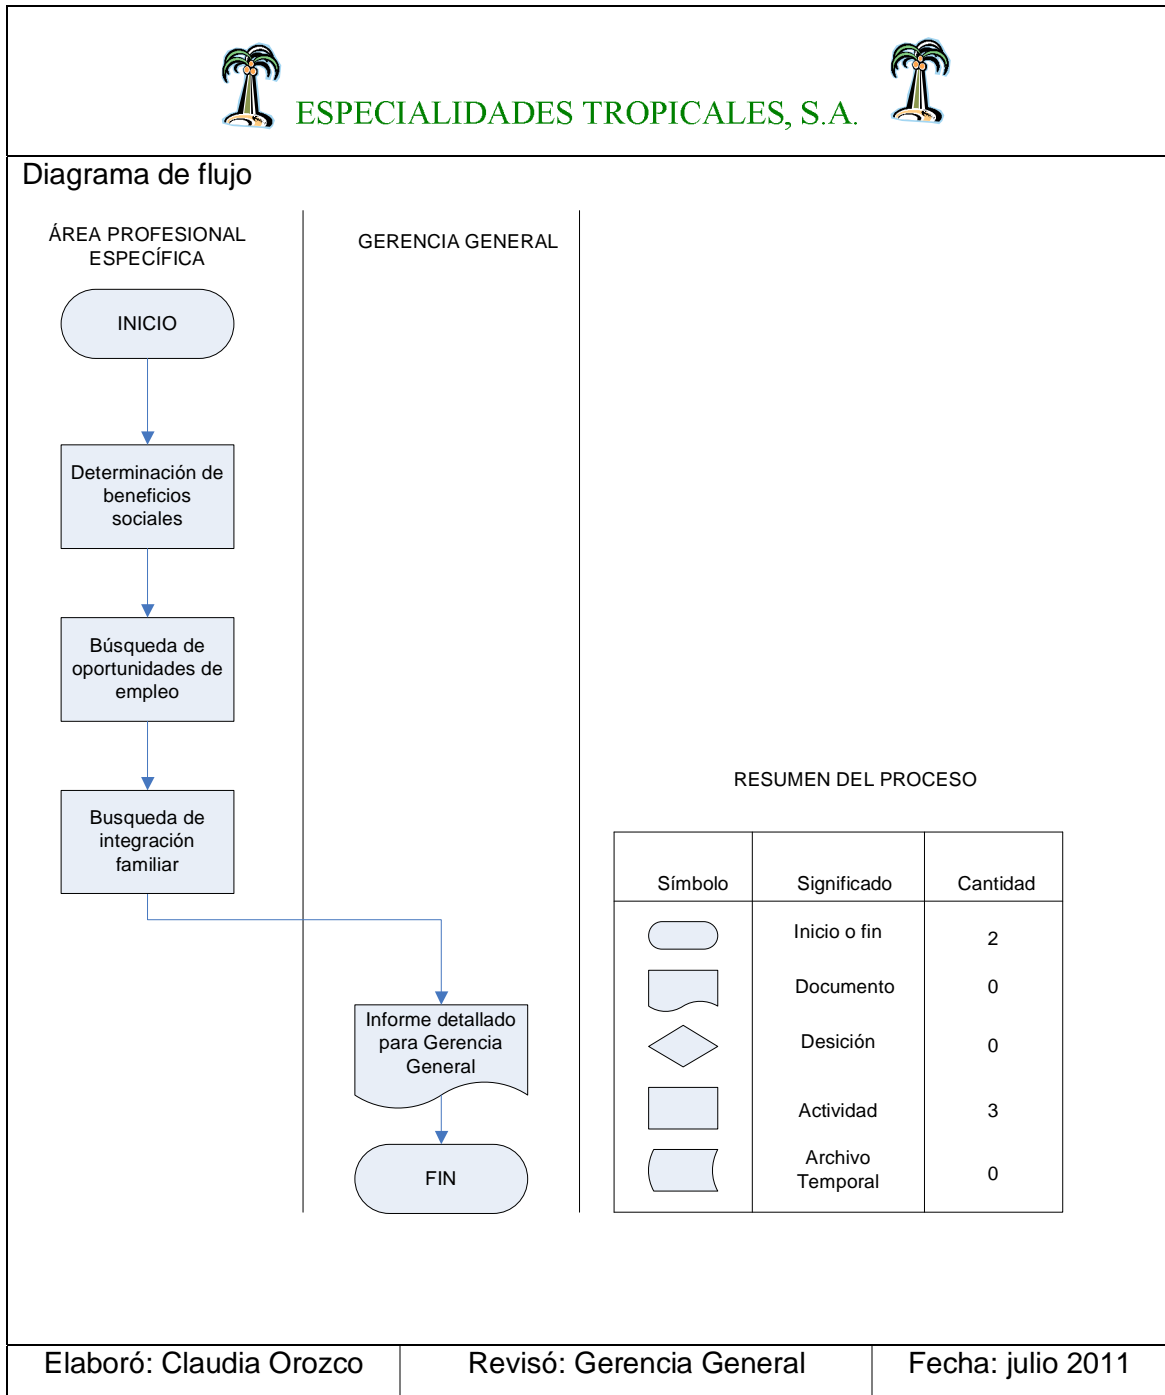 ESPECIALIDADES TROPICALES, S.A.
Diagrama de flujo
ÁREA PROFESIONAL
ESPECÍFICA
GERENCIA GENERAL
INICIO
Determinación de
beneficios
sociales
Búsqueda de
oportunidades de
empleo
Busqueda de
integración
familiar
Informe detallado
para Gerencia
General
FIN
RESUMEN DEL PROCESO
Símbolo Significado Cantidad
Inicio o fin 2
Documento 0
Desición 0
Actividad 3
Archivo
Temporal 0
Elaboró: Claudia Orozco Revisó: Gerencia General Fecha: julio 2011